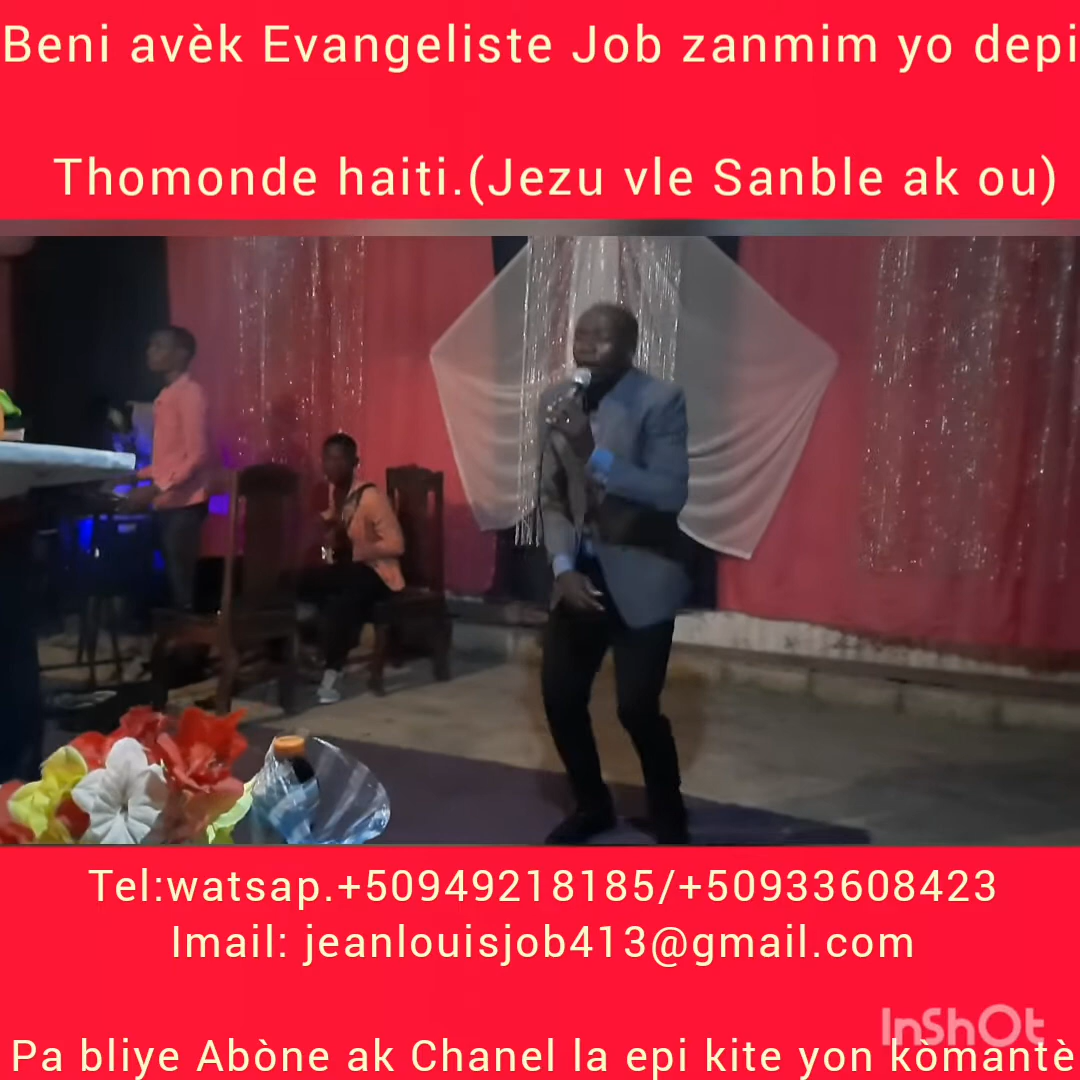 Beni avèk Evangeliste Job zanmim yo depi
Thomonde haiti.(Jezu vle Sanble ak ou)
Tel:watsap.+50949218185/+50933608423
Imail: jeanlouisjob413@gmail.com
InShOt
Pa bliye Abòne ak Chanel la epi kite yon kòmantè